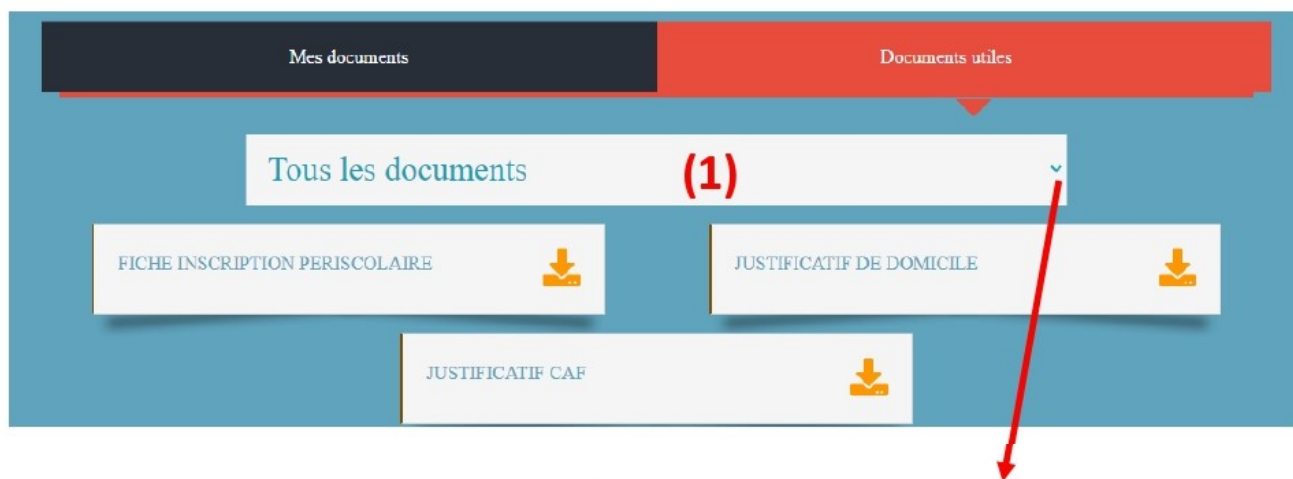 Mes documents
Documents utiles
Tous les documents
(1)
FICHE INSCRIPTION PERISCOLAIRE
JUSTIFICATIF DE DOMICILE
JUSTIFICATIF CAF